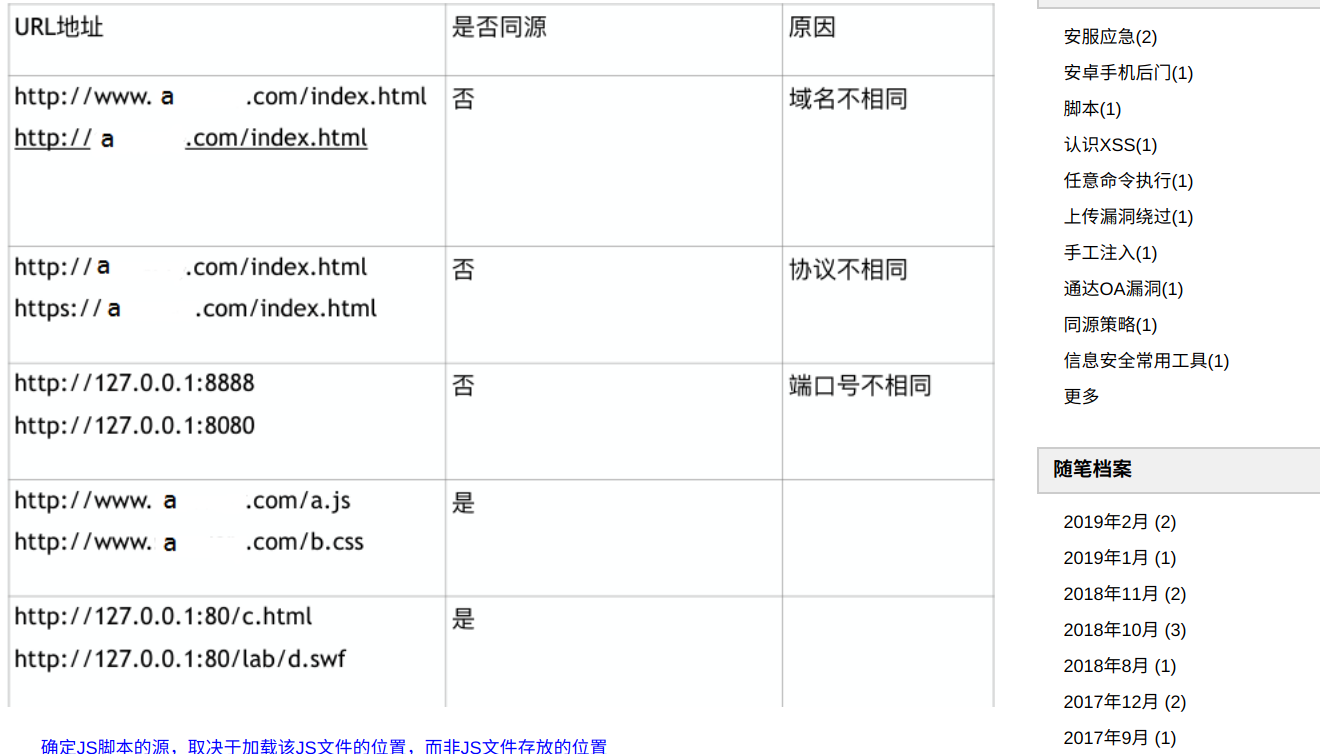 URL地址 是否同源 原因
http://www. a .com/index.html 否 域名不相同
http:// a .com/index.html
http:// a .com/index.html 否 协议不相同
https:// a .com/index.html
http://127.0.0.1:8888 否 端口号不相同
http://127.0.0.1:8080
http://www. a .com/a.js 是
http://www. a .com/b.css
http://127.0.0.1:80/c.html 是
http://127.0.0.1:80/lab/d.swf
确定JS脚本的源，取决于加载该JS文件的位置，而非JS文件存放的位置
安服应急(2)
安卓手机后门(1)
脚本(1)
认识XSS(1)
任意命令执行(1)
上传漏洞绕过(1)
手工注入(1)
通达OA漏洞(1)
同源策略(1)
信息安全常用工具(1)
更多
随笔档案
2019年2月 (2)
2019年1月 (1)
2018年11月 (2)
2018年10月 (3)
2018年8月 (1)
2017年12月 (2)
2017年9月 (1)